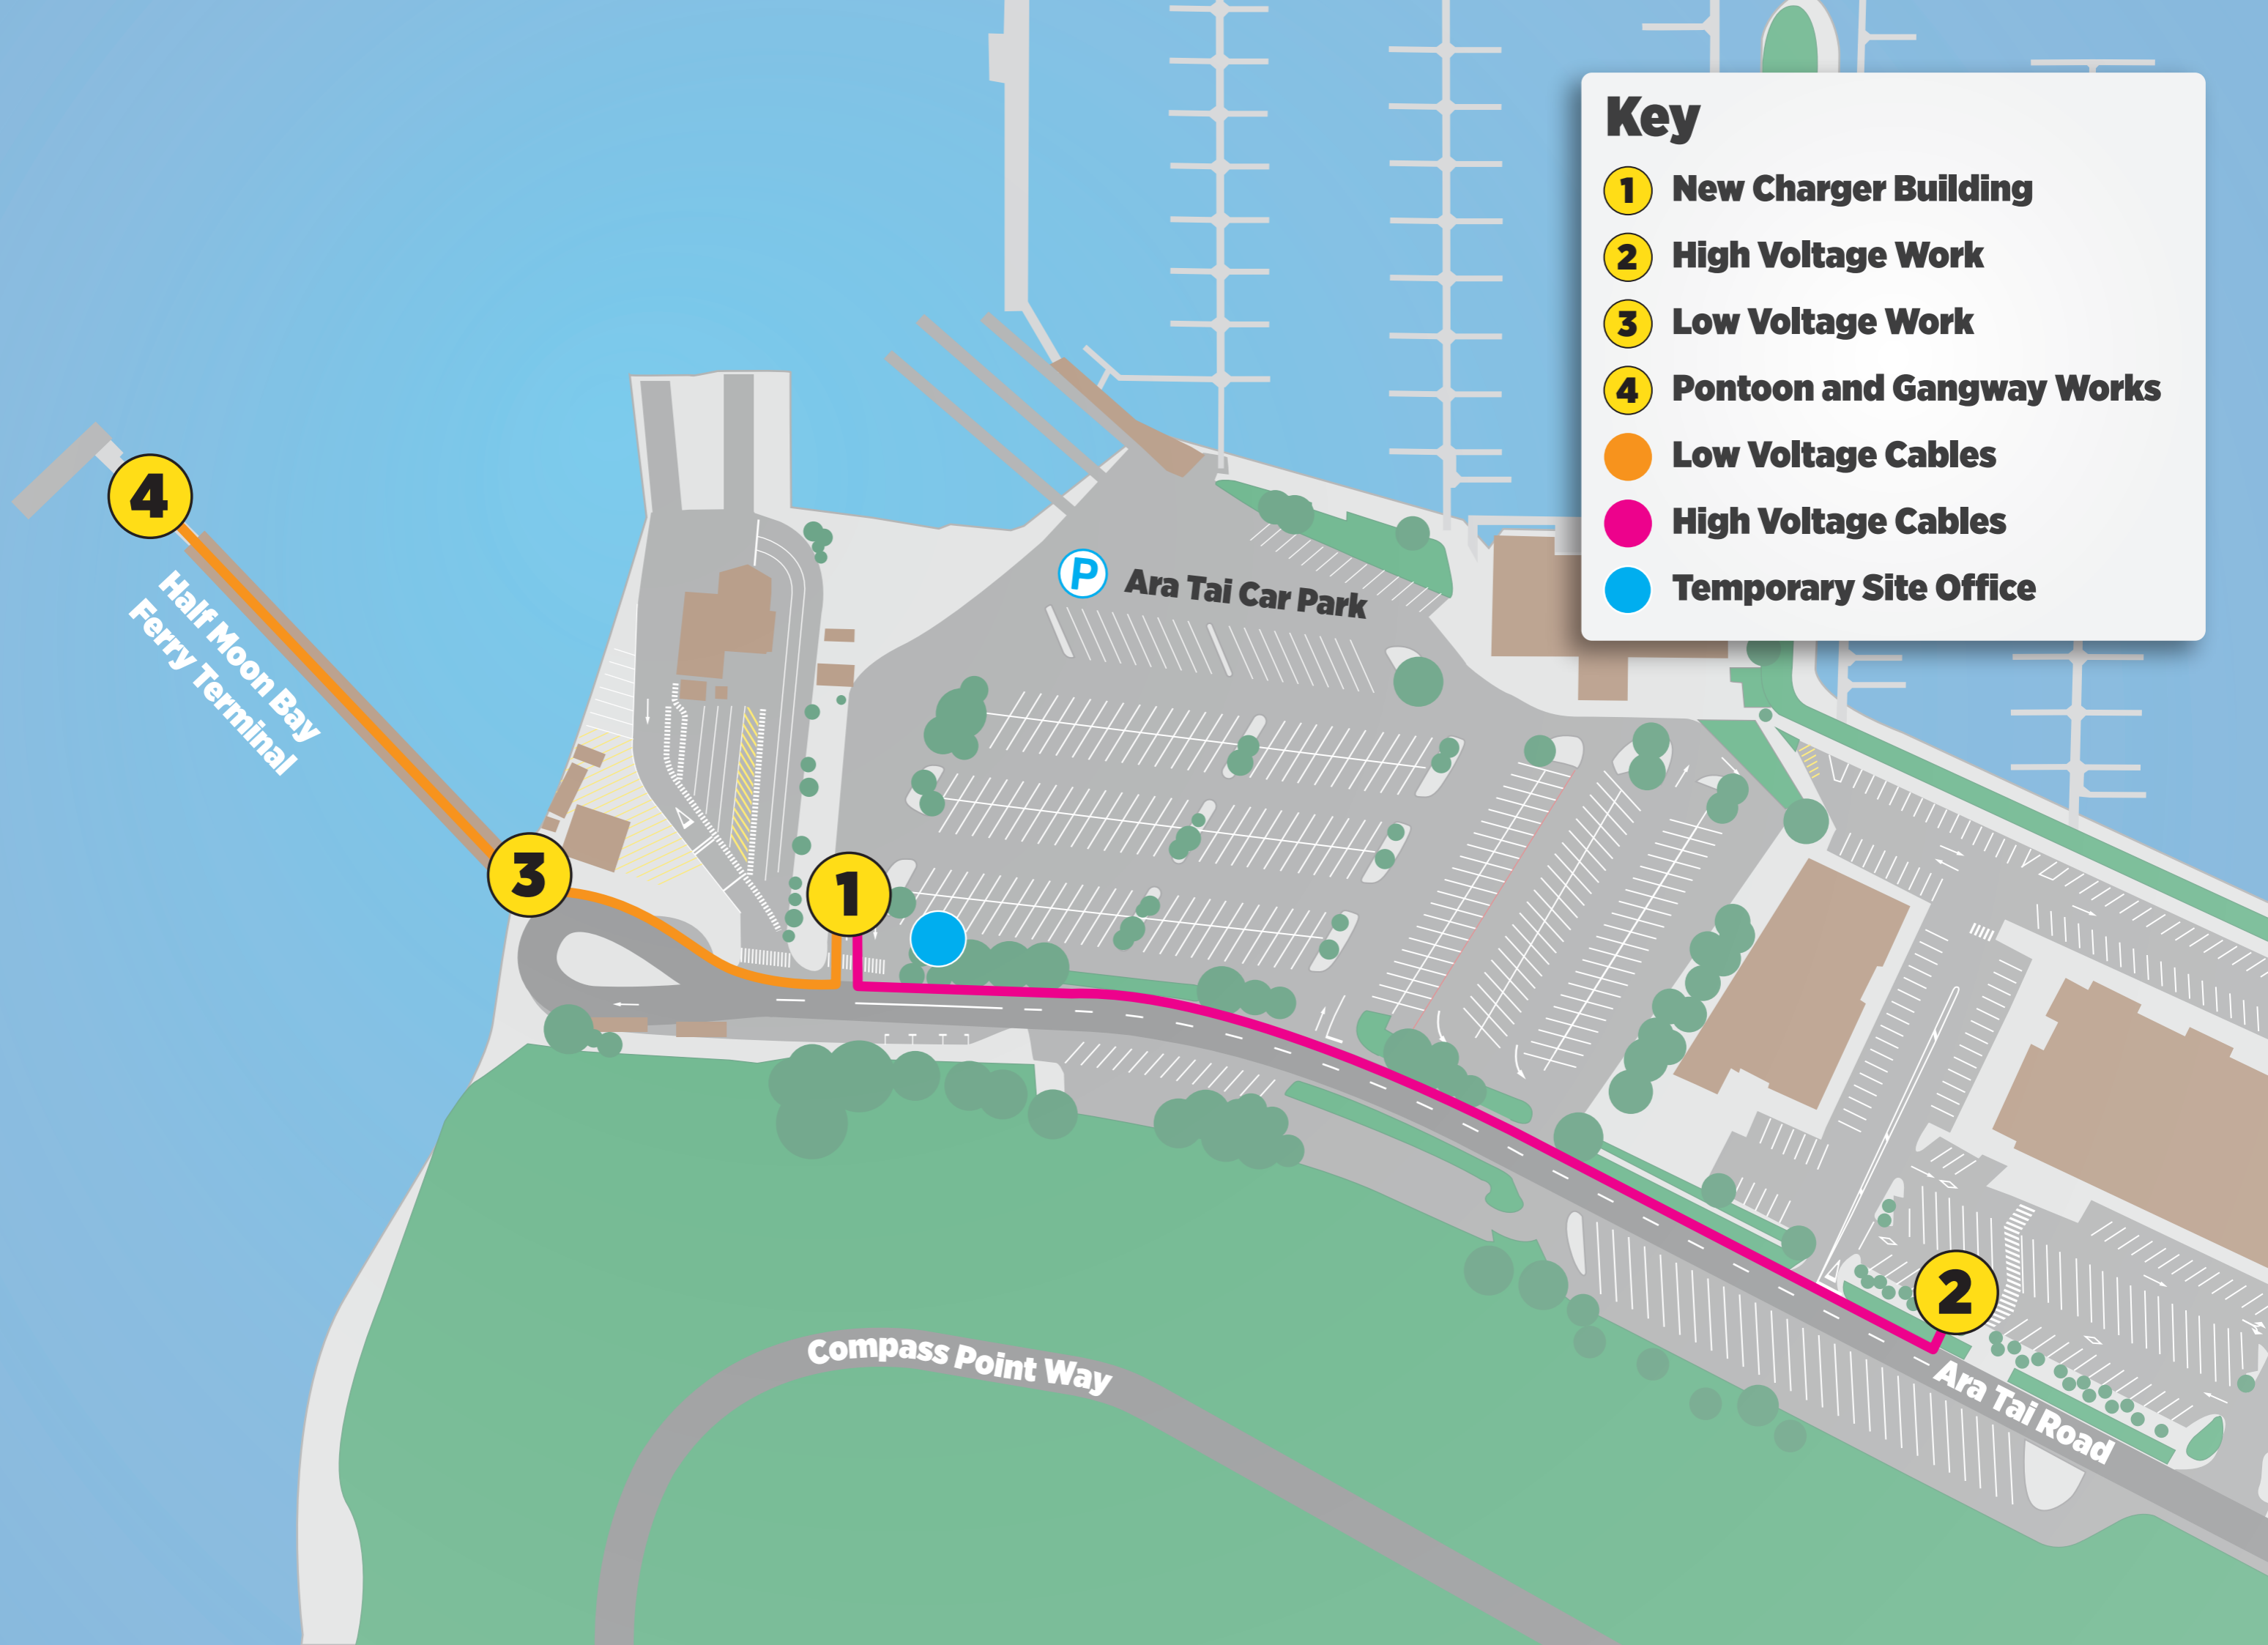 Key
1 New Charger Building
2 High Voltage Work
3 Low Voltage Work
4 Pontoon and Gangway Works
Low Voltage Cables
High Voltage Cables
Temporary Site Office
4
Half Moon Bay
Ferry Terminal
P Ara Tai Car Park
3
1
2
Compass Point Way
Ara Tai Road